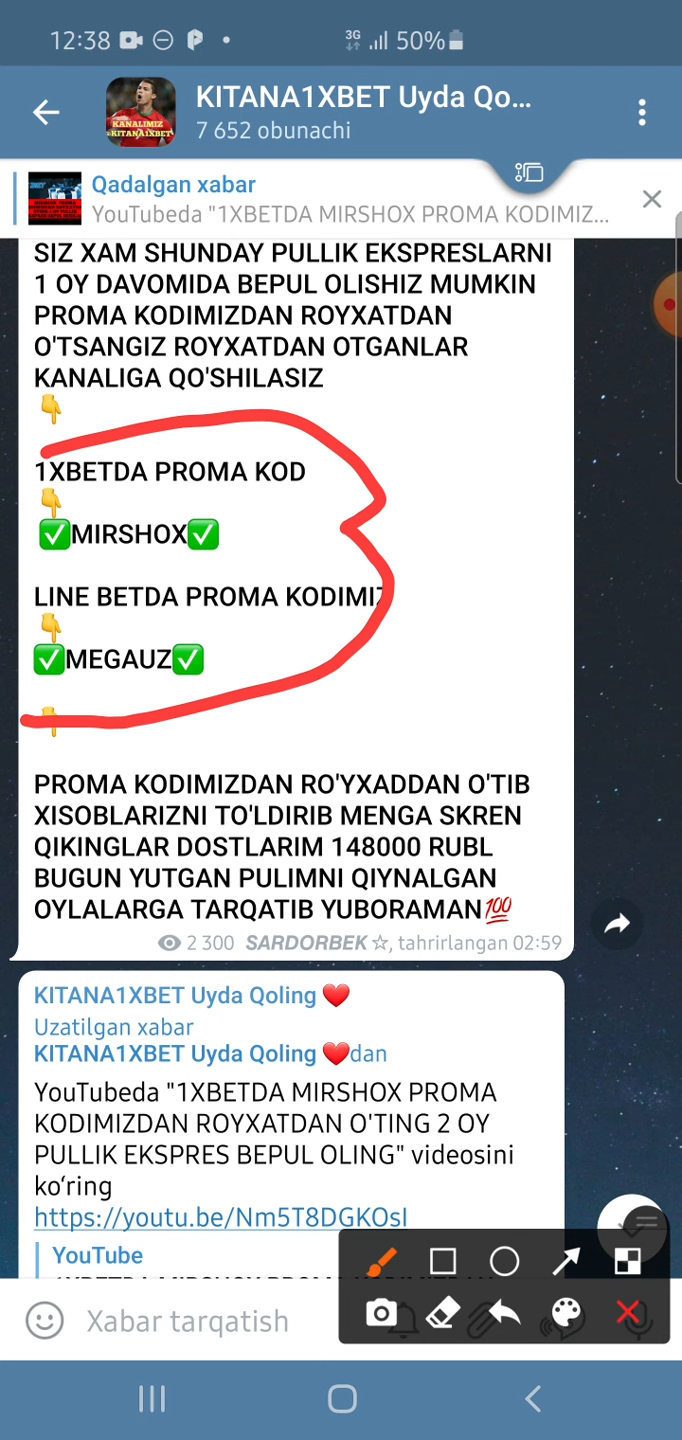 12:38
3G
50%
KITANA1XBET Uyda Qo...
7 652 obunachi
KANALIMIZ
KITANA1XBET
Qadalgan xabar
YouTubeda "1XBETDA MIRSHOX PROMA KODIMIZ...
SIZ XAM SHUNDAY PULLIK EKSPRESLARNI
1 OY DAVOMIDA BEPUL OLISHIZ MUMKIN
PROMA KODIMIZDAN ROYXATDAN
O'TSANGIZ ROYXATDAN OTGANLAR
KANALIGA QO'SHILASIZ
👇
1XBETDA PROMA KOD
👇
✅MIRSHOX✅
LINE BETDA PROMA KODIMIZ
👇
✅MEGAUZ✅
👇
PROMA KODIMIZDAN RO'YXADDAN O'TIB
XISOBLARIZNI TO'LDIRIB MENGA SKREN
QIKINGLAR DOSTLARIM 148000 RUBL
BUGUN YUTGAN PULIMNI QIYNALGAN
OYLALARGA TARQATIB YUBORAMAN💯
2 300 SARDORBEK ☆, tahrirlangan 02:59
KITANA1XBET Uyda Qoling ❤️
Uzatilgan xabar
KITANA1XBET Uyda Qoling ❤️dan
YouTubeda "1XBETDA MIRSHOX PROMA
KODIMIZDAN ROYXATDAN O'TING 2 OY
PULLIK EKSPRES BEPUL OLING" videosini
koʻring
https://youtu.be/Nm5T8DGKOsI
YouTube
Xabar tarqatish